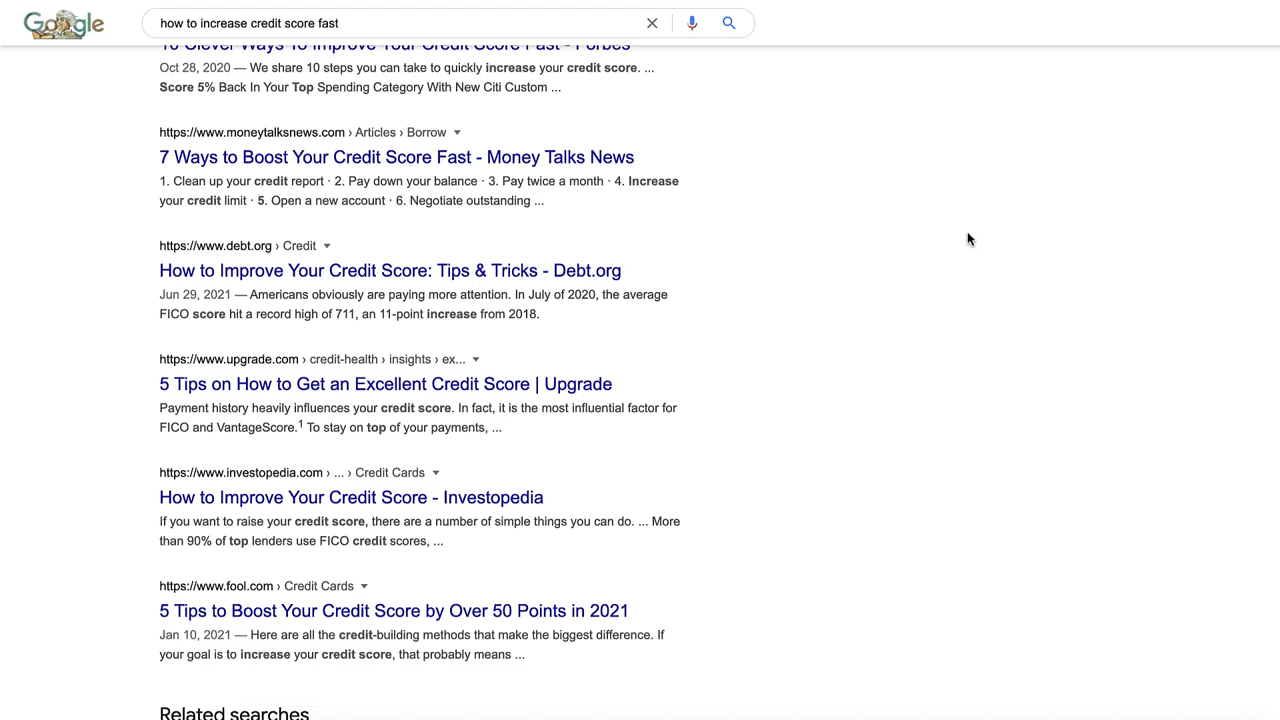 Google
how to increase credit score fast
10 Clever Ways To Improve Your Credit Score Fast - Forbes
Oct 28, 2020 — We share 10 steps you can take to quickly increase your credit score. ...
Score 5% Back In Your Top Spending Category With New Citi Custom ...
https://www.moneytalksnews.com › Articles › Borrow
7 Ways to Boost Your Credit Score Fast - Money Talks News
1. Clean up your credit report · 2. Pay down your balance · 3. Pay twice a month · 4. Increase
your credit limit · 5. Open a new account · 6. Negotiate outstanding ...
https://www.debt.org › Credit
How to Improve Your Credit Score: Tips & Tricks - Debt.org
Jun 29, 2021 — Americans obviously are paying more attention. In July of 2020, the average
FICO score hit a record high of 711, an 11-point increase from 2018.
https://www.upgrade.com › credit-health › insights › ex...
5 Tips on How to Get an Excellent Credit Score | Upgrade
Payment history heavily influences your credit score. In fact, it is the most influential factor for
FICO and VantageScore.1 To stay on top of your payments, ...
https://www.investopedia.com › ... › Credit Cards
How to Improve Your Credit Score - Investopedia
If you want to raise your credit score, there are a number of simple things you can do. ... More
than 90% of top lenders use FICO credit scores, ...
https://www.fool.com › Credit Cards
5 Tips to Boost Your Credit Score by Over 50 Points in 2021
Jan 10, 2021 — Here are all the credit-building methods that make the biggest difference. If
your goal is to increase your credit score, that probably means ...
Related searches